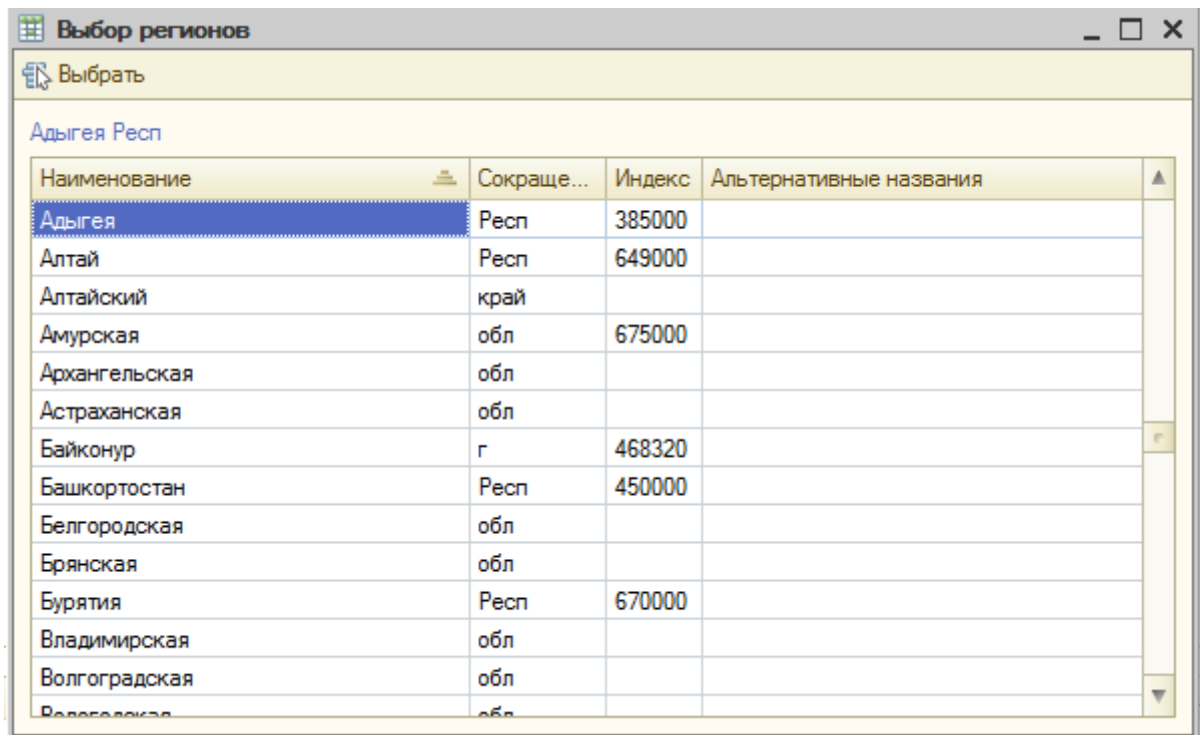 Выбор регионов
Выбрать
Адыгея Респ
Наименование Сокраще... Индекс Альтернативные названия
Адыгея Респ 385000
Алтай Респ 649000
Алтайский край
Амурская обл 675000
Архангельская обл
Астраханская обл
Байконур г 468320
Башкортостан Респ 450000
Белгородская обл
Брянская обл
Бурятия Респ 670000
Владимирская обл
Волгоградская обл